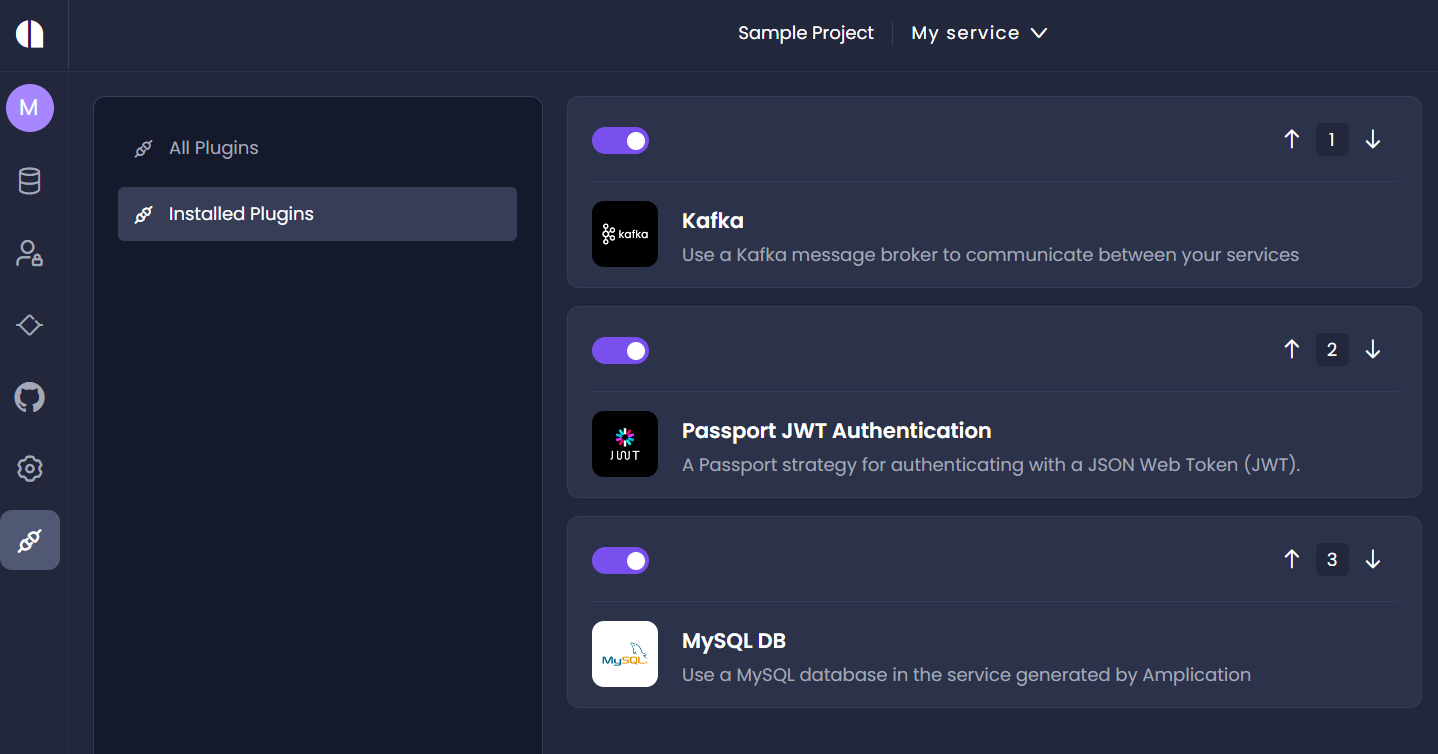 Sample Project
My service
M
All Plugins
Installed Plugins
1
kafka
Kafka
Use a Kafka message broker to communicate between your services
2
JWT
Passport JWT Authentication
A Passport strategy for authenticating with a JSON Web Token (JWT).
3
MySQL
MySQL DB
Use a MySQL database in the service generated by Amplication